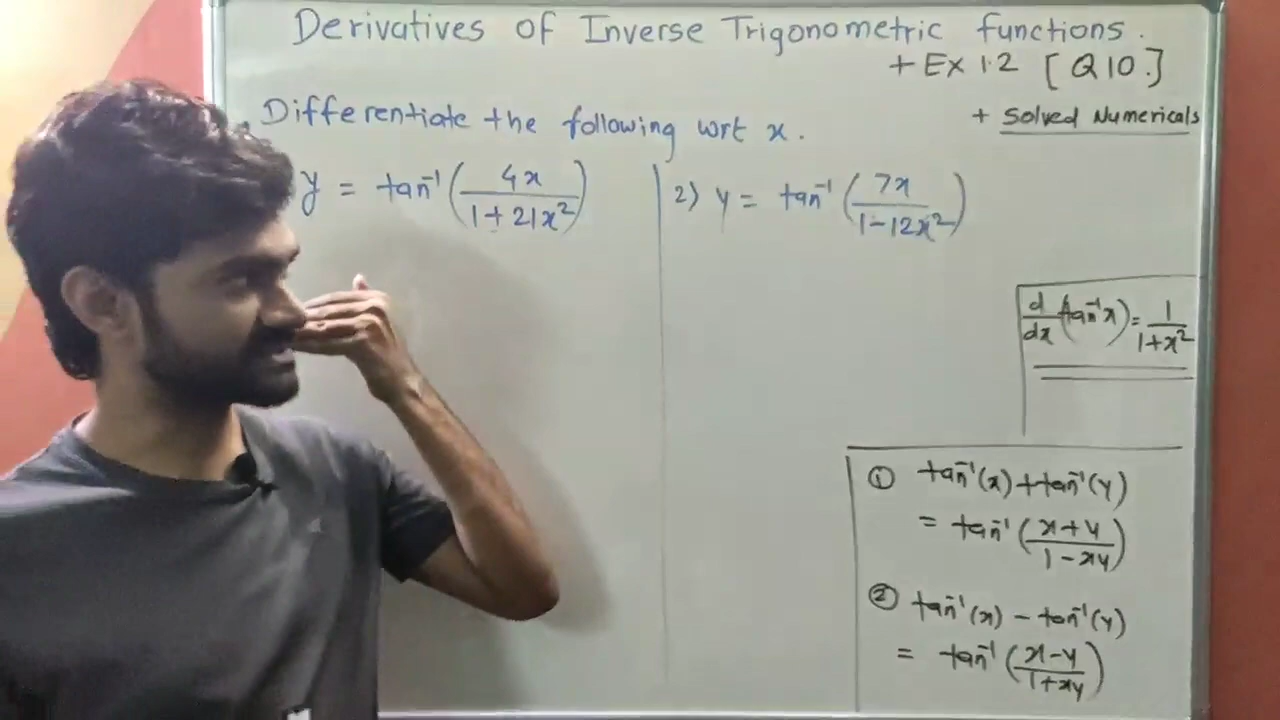 Derivatives of Inverse Trigonometric functions.
+ Ex 1.2 [Q10.]
Differentiate the following wrt x.
+ Solved Numericals
y = tan⁻¹(4x/(1+21x²))
2) y = tan⁻¹(7x/(1-12x²))
d/dx (tan⁻¹x) = 1/(1+x²)
① tan⁻¹(x) + tan⁻¹(y)
= tan⁻¹((x+y)/(1-xy))
② tan⁻¹(x) - tan⁻¹(y)
= tan⁻¹((x-y)/(1+xy))